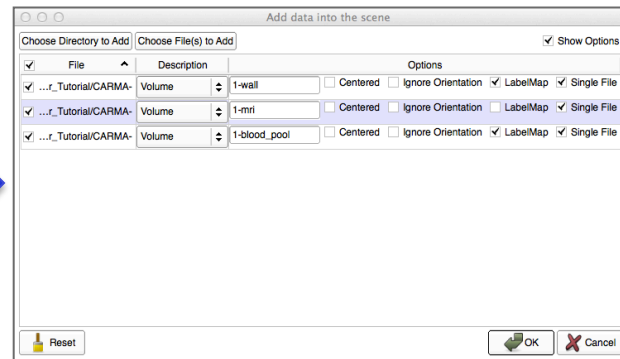 Add data into the scene
Choose Directory to Add Choose File(s) to Add Show Options
File Description Options
...r_Tutorial/CARMA- Volume 1-wall Centered Ignore Orientation LabelMap Single File
...r_Tutorial/CARMA- Volume 1-mri Centered Ignore Orientation LabelMap Single File
...r_Tutorial/CARMA- Volume 1-blood_pool Centered Ignore Orientation LabelMap Single File
Reset OK Cancel